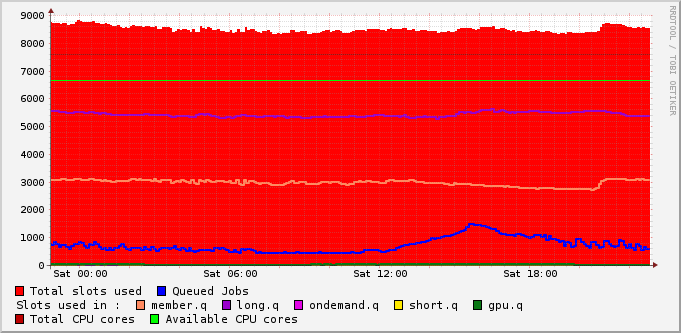 RRDTOOL / TOBI OETIKER
9000
8000
7000
6000
5000
4000
3000
2000
1000
0
Sat 00:00 Sat 06:00 Sat 12:00 Sat 18:00
Total slots used Queued Jobs
Slots used in : member.q long.q ondemand.q short.q gpu.q
Total CPU cores Available CPU cores